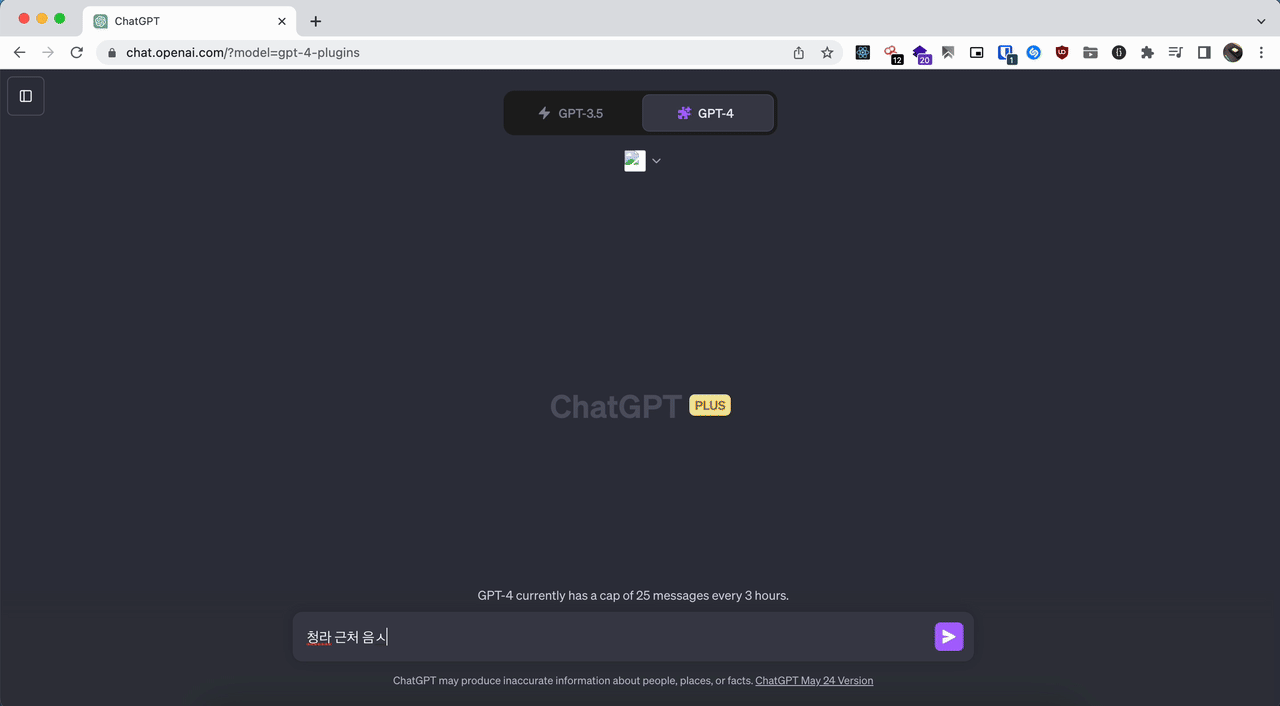 ChatGPT
chat.openai.com/?model=gpt-4-plugins
12
20
1
GPT-3.5
GPT-4
ChatGPT PLUS
GPT-4 currently has a cap of 25 messages every 3 hours.
청라 근처 음ㅅ
ChatGPT may produce inaccurate information about people, places, or facts. ChatGPT May 24 Version